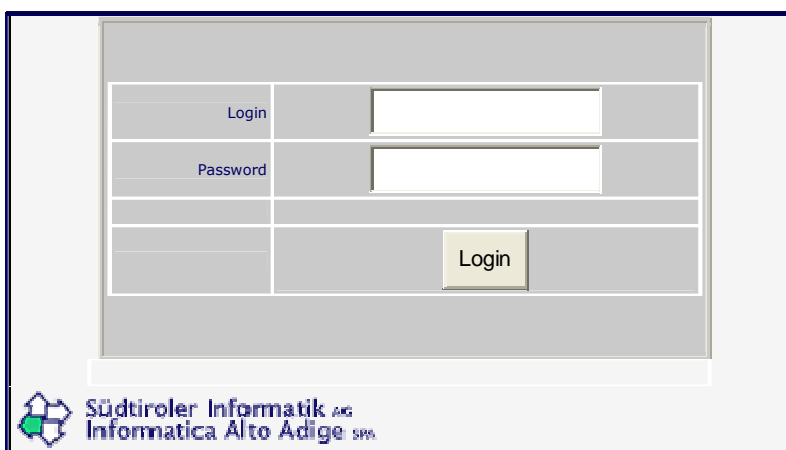 Login
Password
Login
Südtiroler Informatik AG
Informatica Alto Adige SPA